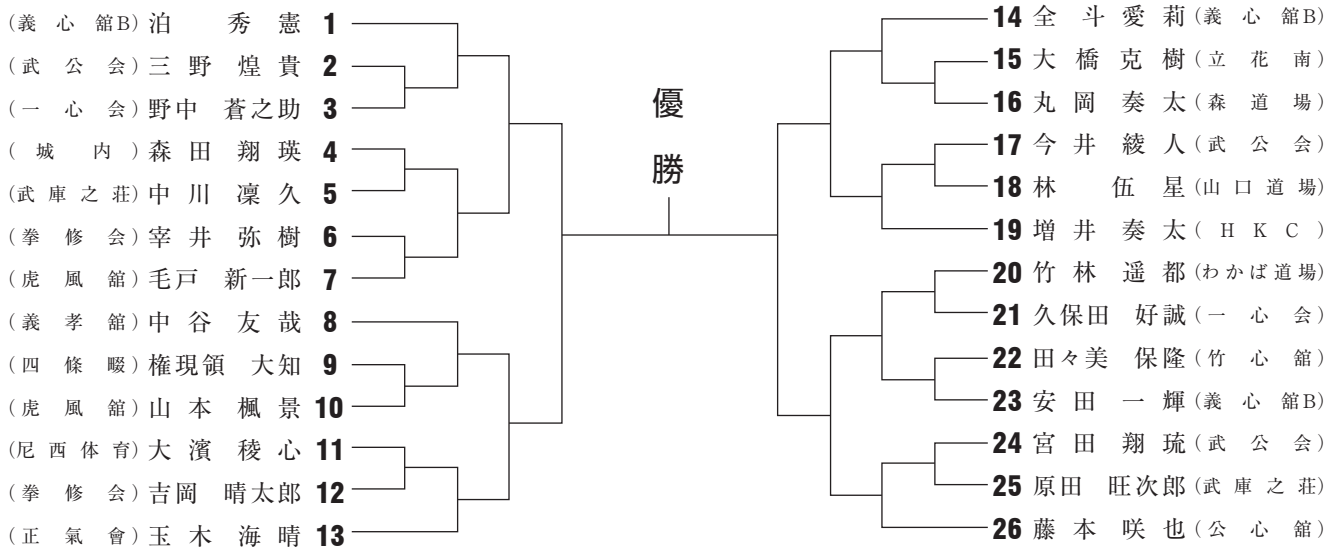 (義心舘B) 泊 秀憲 1
(武公会) 三野 煌貴 2
(一心会) 野中 蒼之助 3
(城内) 森田 翔瑛 4
(武庫之荘) 中川 凜久 5
(拳修会) 宰井 弥樹 6
(虎風舘) 毛戸 新一郎 7
(義孝舘) 中谷 友哉 8
(四條畷) 権現領 大知 9
(虎風舘) 山本 楓景 10
(尼西体育) 大濱 稜心 11
(拳修会) 吉岡 晴太郎 12
(正氣會) 玉木 海晴 13
優勝
14 全斗愛莉 (義心舘B)
15 大橋克樹 (立花南)
16 丸岡奏太 (森道場)
17 今井綾人 (武公会)
18 林 伍星 (山口道場)
19 増井奏太 (HKC)
20 竹林遥都 (わかば道場)
21 久保田 好誠 (一心会)
22 田々美 保隆 (竹心舘)
23 安田一輝 (義心舘B)
24 宮田翔琉 (武公会)
25 原田 旺次郎 (武庫之荘)
26 藤本咲也 (公心舘)